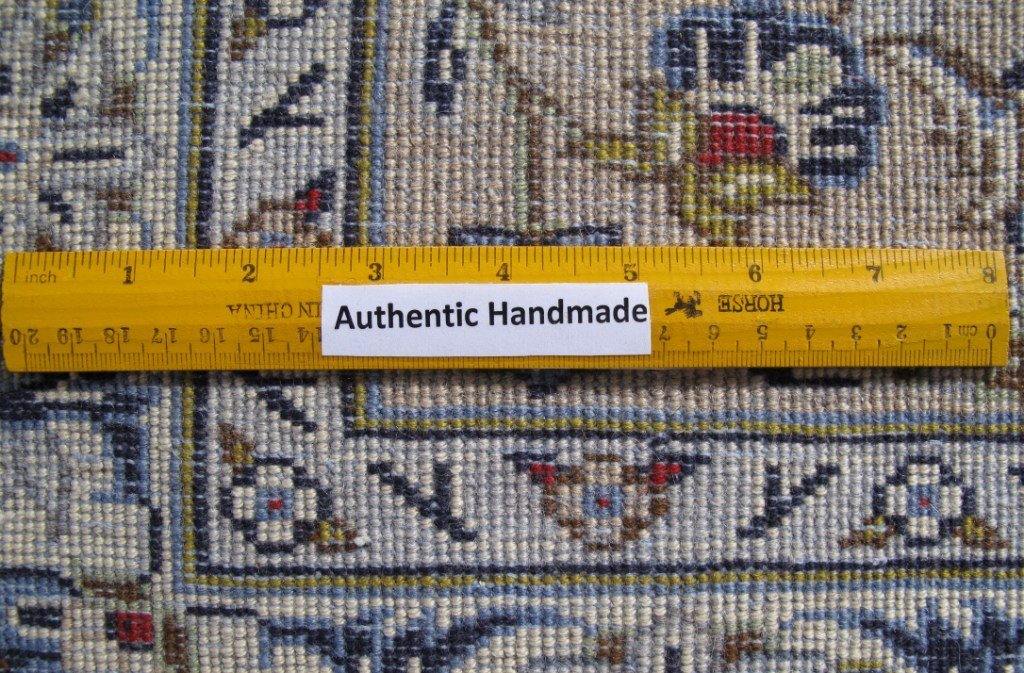 inch 1 2 3 4 5 6 7 8
Authentic Handmade
HORSE
IN CHINA
0 1 cm 2 3 4 5 6 7 14 15 16 17 18 19 20